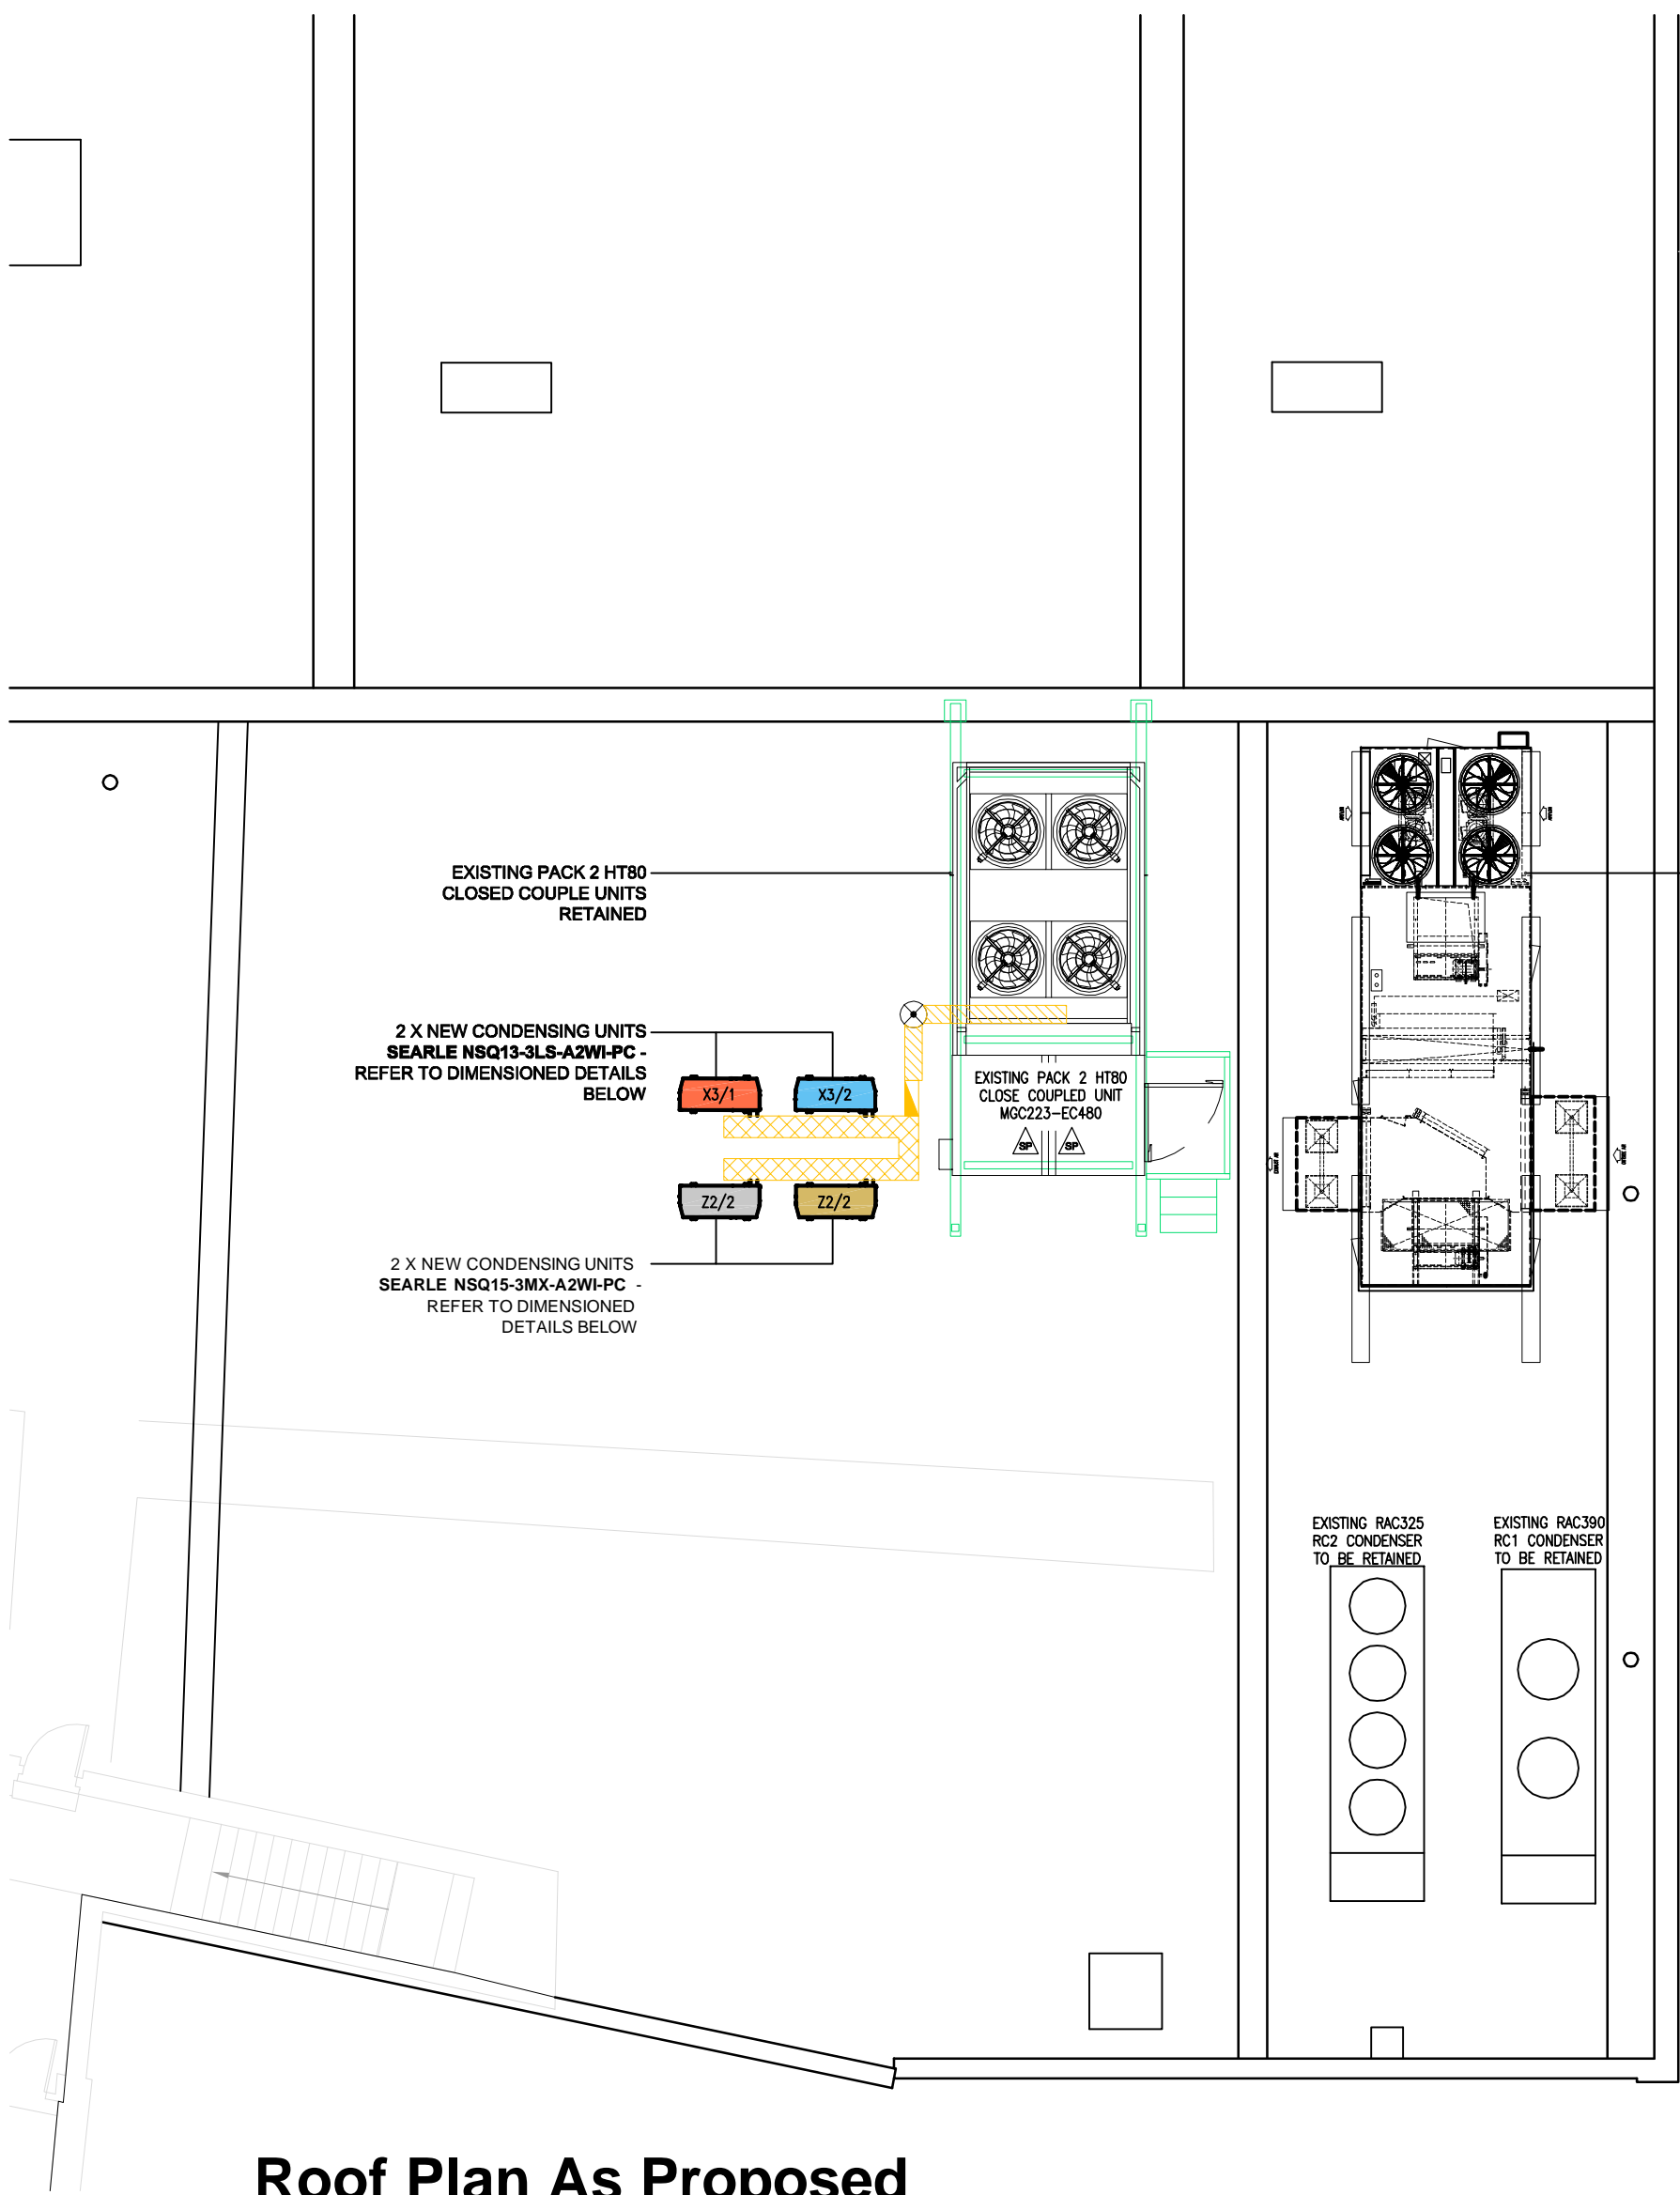 EXISTING PACK 2 HT80
CLOSED COUPLE UNITS
RETAINED
2 X NEW CONDENSING UNITS
SEARLE NSQ13-3LS-A2WI-PC -
REFER TO DIMENSIONED DETAILS
BELOW
X3/1
X3/2
EXISTING PACK 2 HT80
CLOSE COUPLED UNIT
MGC223-EC480
SP
SP
Z2/2
Z2/2
2 X NEW CONDENSING UNITS
SEARLE NSQ15-3MX-A2WI-PC -
REFER TO DIMENSIONED
DETAILS BELOW
EXISTING RAC325
RC2 CONDENSER
TO BE RETAINED
EXISTING RAC390
RC1 CONDENSER
TO BE RETAINED
Roof Plan As Proposed